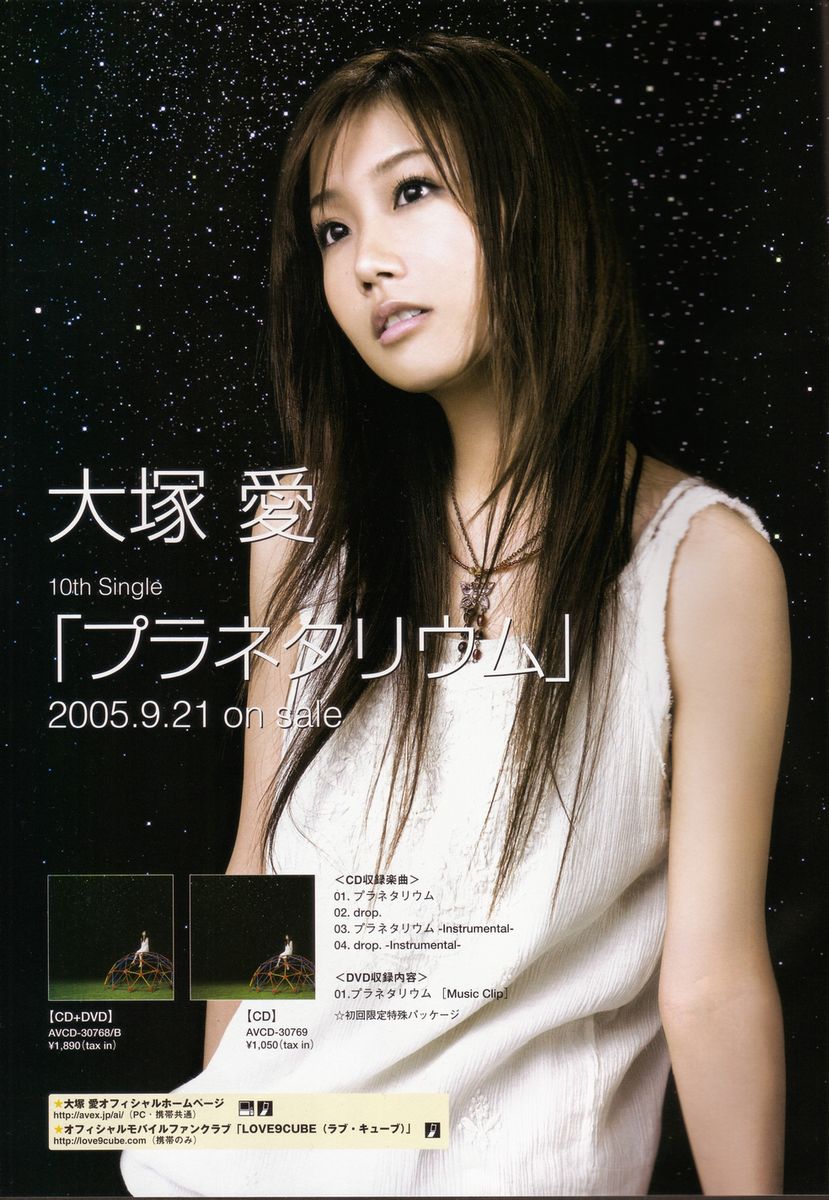 大塚 愛
10th Single
「プラネタリウム」
2005.9.21 on sale
【CD+DVD】
AVCD-30768/B
¥1,890(tax in)
【CD】
AVCD-30769
¥1,050(tax in)
＜CD収録楽曲＞
01. プラネタリウム
02. drop.
03. プラネタリウム -Instrumental-
04. drop. -Instrumental-
＜DVD収録内容＞
01.プラネタリウム ［Music Clip］
☆初回限定特殊パッケージ
★大塚 愛オフィシャルホームページ
http://avex.jp/ai/（PC・携帯共通）
★オフィシャルモバイルファンクラブ「LOVE9CUBE（ラブ・キューブ）」
http://love9cube.com（携帯のみ）